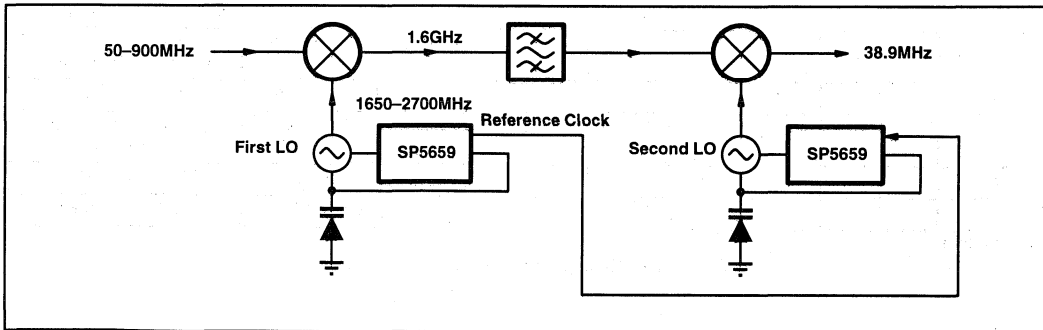 50–900MHz
1.6GHz
38.9MHz
1650–2700MHz
Reference Clock
First LO
SP5659
Second LO
SP5659